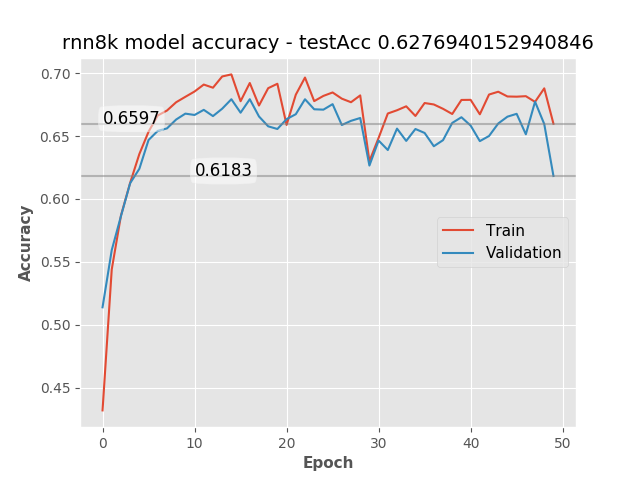 rnn8k model accuracy - testAcc 0.6276940152940846
0.70
0.65
0.60
0.55
0.50
0.45
Accuracy
0.6597
0.6183
Train
Validation
0 10 20 30 40 50
Epoch